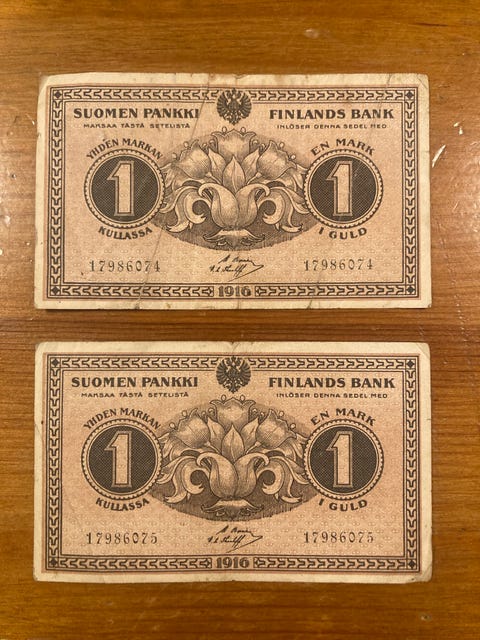 SUOMEN PANKKI FINLANDS BANK
MAKSAA TÄSTÄ SETELISTÄ INLÖSER DENNA SEDEL MED
YHDEN MARKAN EN MARK
1 1
KULLASSA I GULD
17986074 17986074
1916
SUOMEN PANKKI FINLANDS BANK
MAKSAA TÄSTÄ SETELISTÄ INLÖSER DENNA SEDEL MED
YHDEN MARKAN EN MARK
1 1
KULLASSA I GULD
17986075 17986075
1916